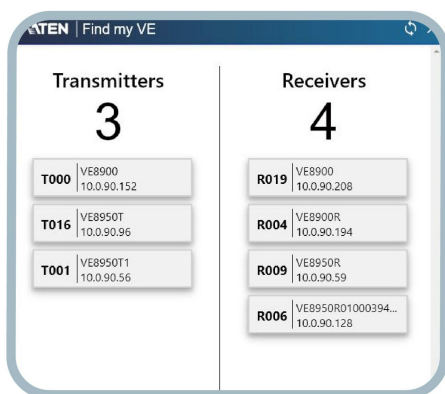 ATEN Find my VE
Transmitters
3
T000 VE8900
10.0.90.152
T016 VE8950T
10.0.90.96
T001 VE8950T1
10.0.90.56
Receivers
4
R019 VE8900
10.0.90.208
R004 VE8900R
10.0.90.194
R009 VE8950R
10.0.90.59
R006 VE8950R01000394...
10.0.90.128